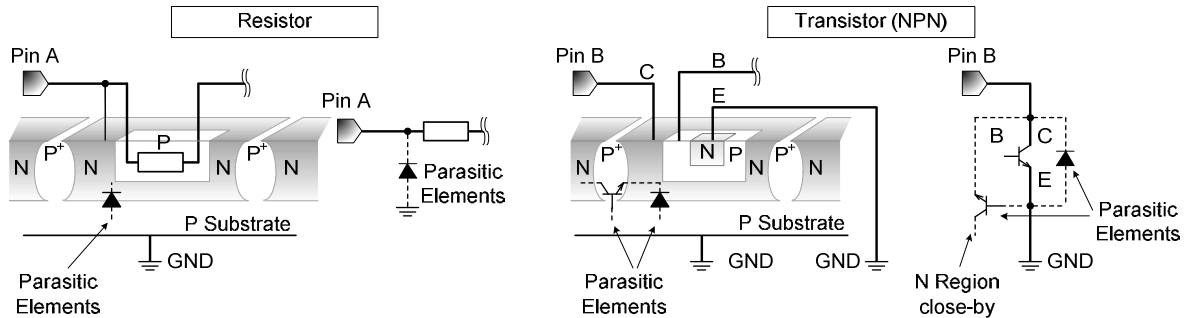 Resistor
Transistor (NPN)
Pin A
Pin A
P
N
P+
N
N
P+
N
Parasitic
Elements
P Substrate
GND
Parasitic
Elements
Pin B
C
B
E
N
P+
N
N
P
N
P+
N
P Substrate
GND
GND
Parasitic
Elements
Pin B
B
C
E
Parasitic
Elements
GND
N Region
close-by